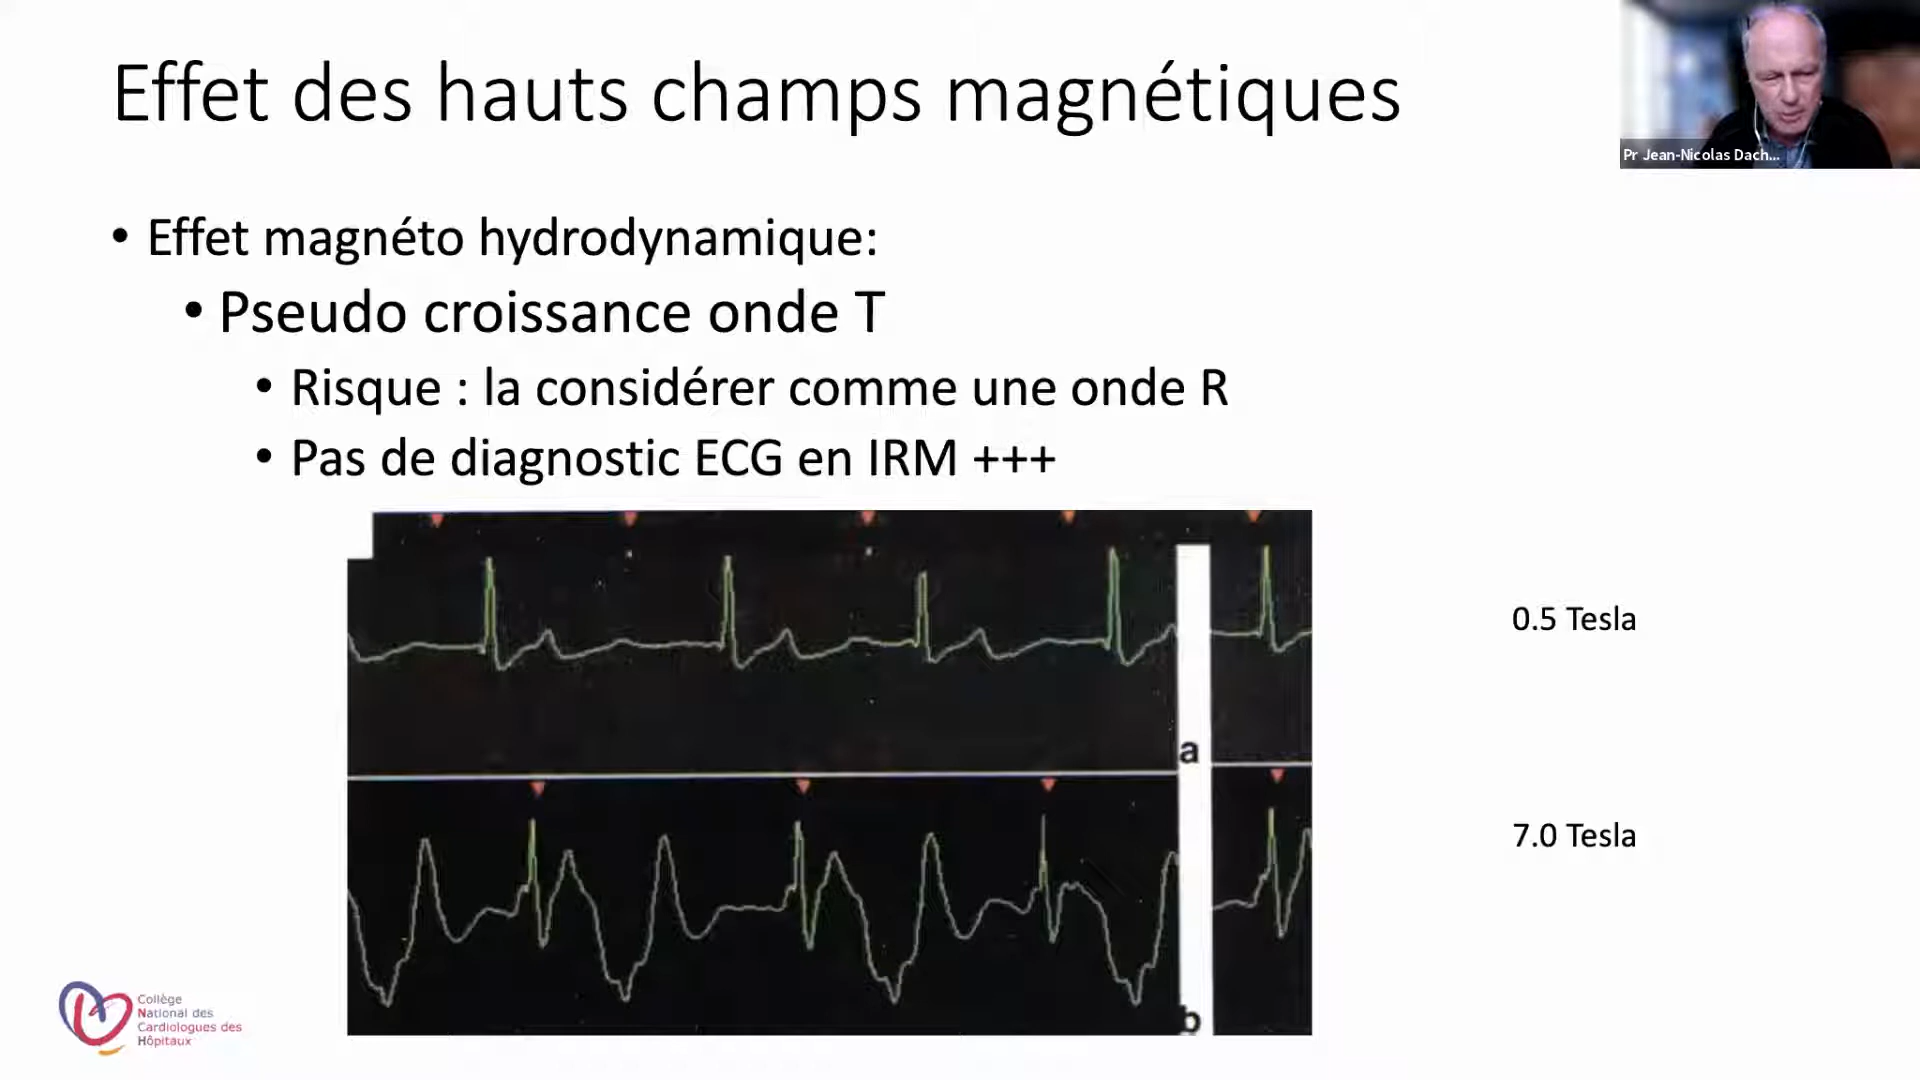 Effet des hauts champs magnétiques
Pr Jean-Nicolas Dach...
• Effet magnéto hydrodynamique:
• Pseudo croissance onde T
• Risque : la considérer comme une onde R
• Pas de diagnostic ECG en IRM +++
0.5 Tesla
a
7.0 Tesla
b
Collège
National des
Cardiologues des
Hôpitaux